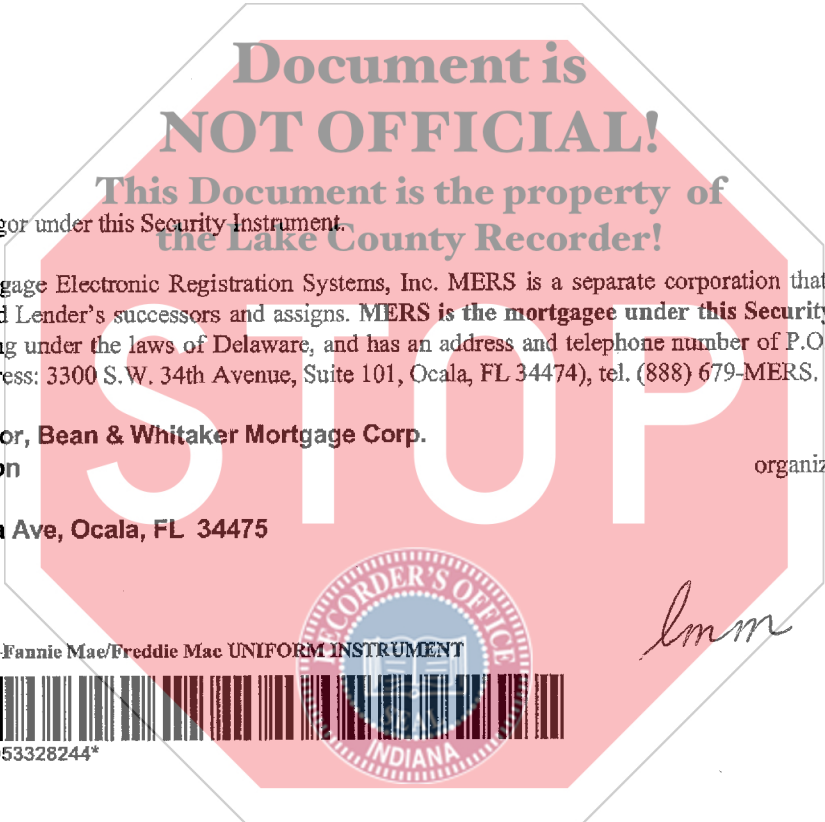 Document is
NOT OFFICIAL!
This Document is the property of
the Lake County Recorder!
gor under this Security Instrument.
gage Electronic Registration Systems, Inc. MERS is a separate corporation that
d Lender's successors and assigns. MERS is the mortgagee under this Security
ng under the laws of Delaware, and has an address and telephone number of P.O
ress: 3300 S.W. 34th Avenue, Suite 101, Ocala, FL 34474), tel. (888) 679-MERS.
STOP
or, Bean & Whitaker Mortgage Corp.
on organiz
a Ave, Ocala, FL 34475
lmm
-Fannie Mae/Freddie Mac UNIFORM INSTRUMENT
RECORDER'S OFFICE
SEAL
INDIANA
53328244*